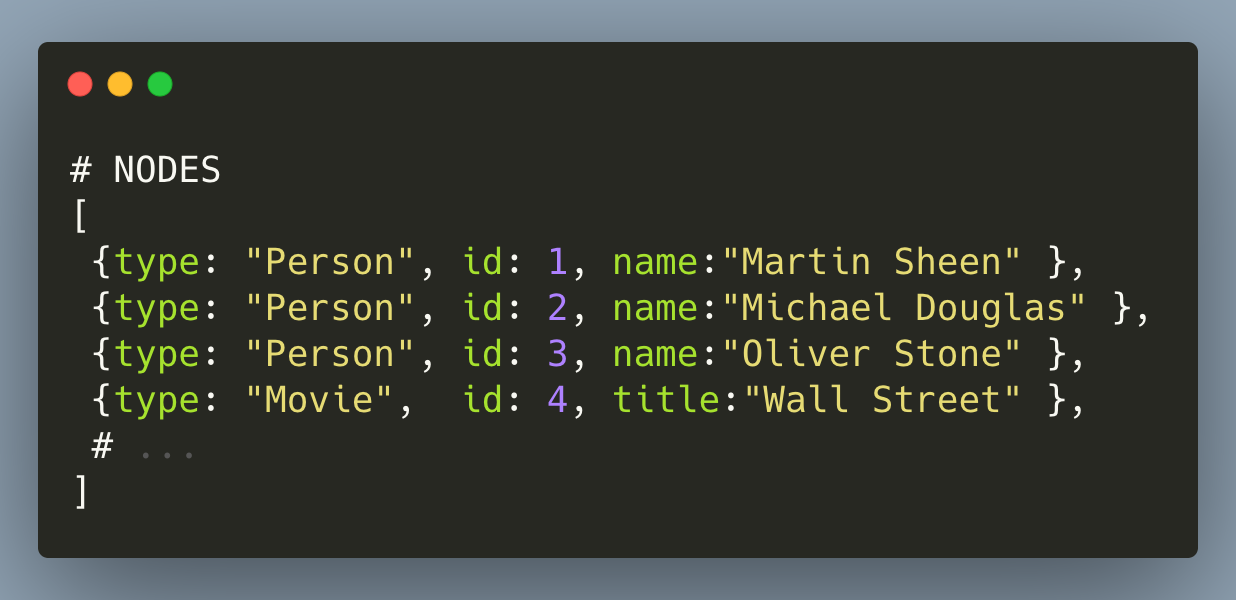 # NODES
[
 {type: "Person", id: 1, name:"Martin Sheen" },
 {type: "Person", id: 2, name:"Michael Douglas" },
 {type: "Person", id: 3, name:"Oliver Stone" },
 {type: "Movie",  id: 4, title:"Wall Street" },
 # ...
]